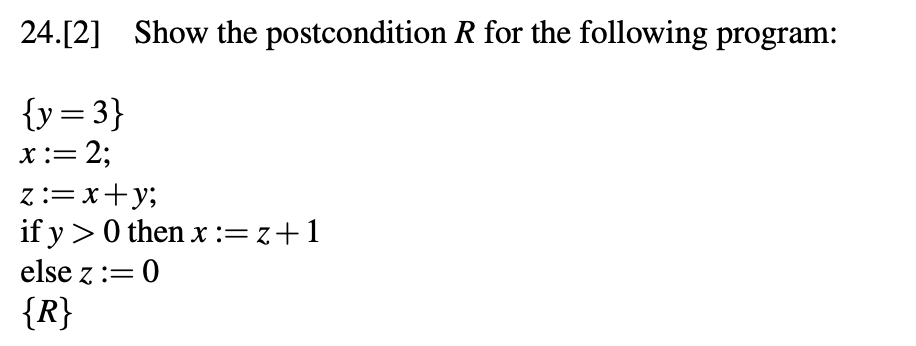 24.[2] Show the postcondition R for the following program:
{y = 3}
x := 2;
z := x+y;
if y > 0 then x := z+1
else z := 0
{R}